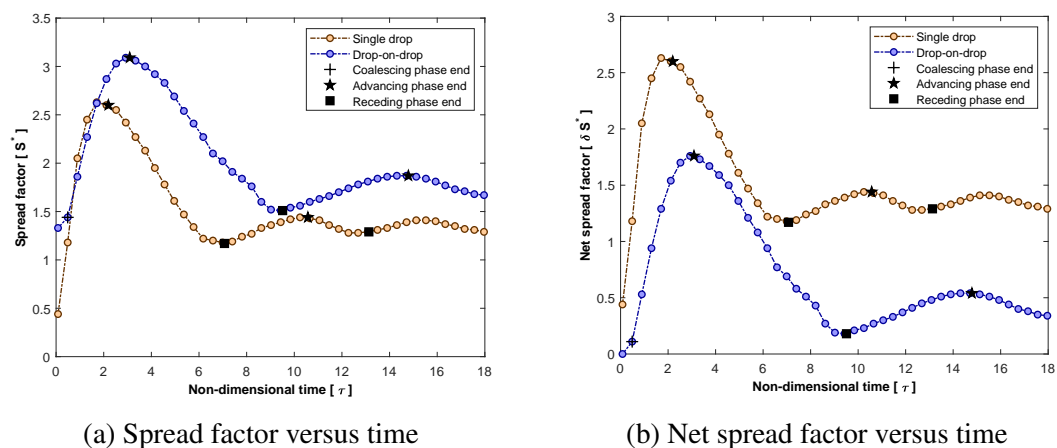 3.5
3
2.5
2
1.5
1
0.5
0
0 2 4 6 8 10 12 14 16 18
Spread factor [ S* ]
Non-dimensional time [ τ ]
Single drop
Drop-on-drop
Coalescing phase end
Advancing phase end
Receding phase end
(a) Spread factor versus time
3
2.5
2
1.5
1
0.5
0
0 2 4 6 8 10 12 14 16 18
Net spread factor [ δ S* ]
Non-dimensional time [ τ ]
Single drop
Drop-on-drop
Coalescing phase end
Advancing phase end
Receding phase end
(b) Net spread factor versus time